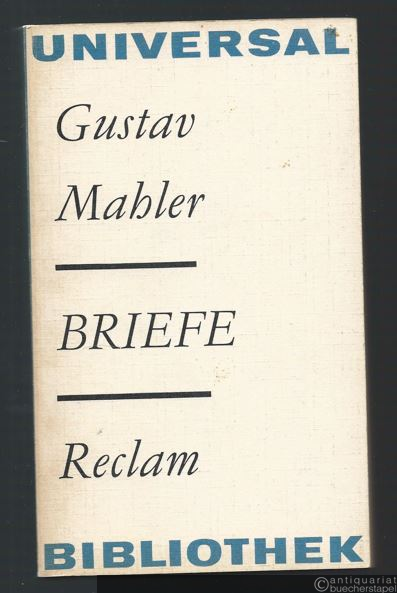 UNIVERSAL
Gustav
Mahler
BRIEFE
Reclam
BIBLIOTHEK
©antiquariat
buecherstapel